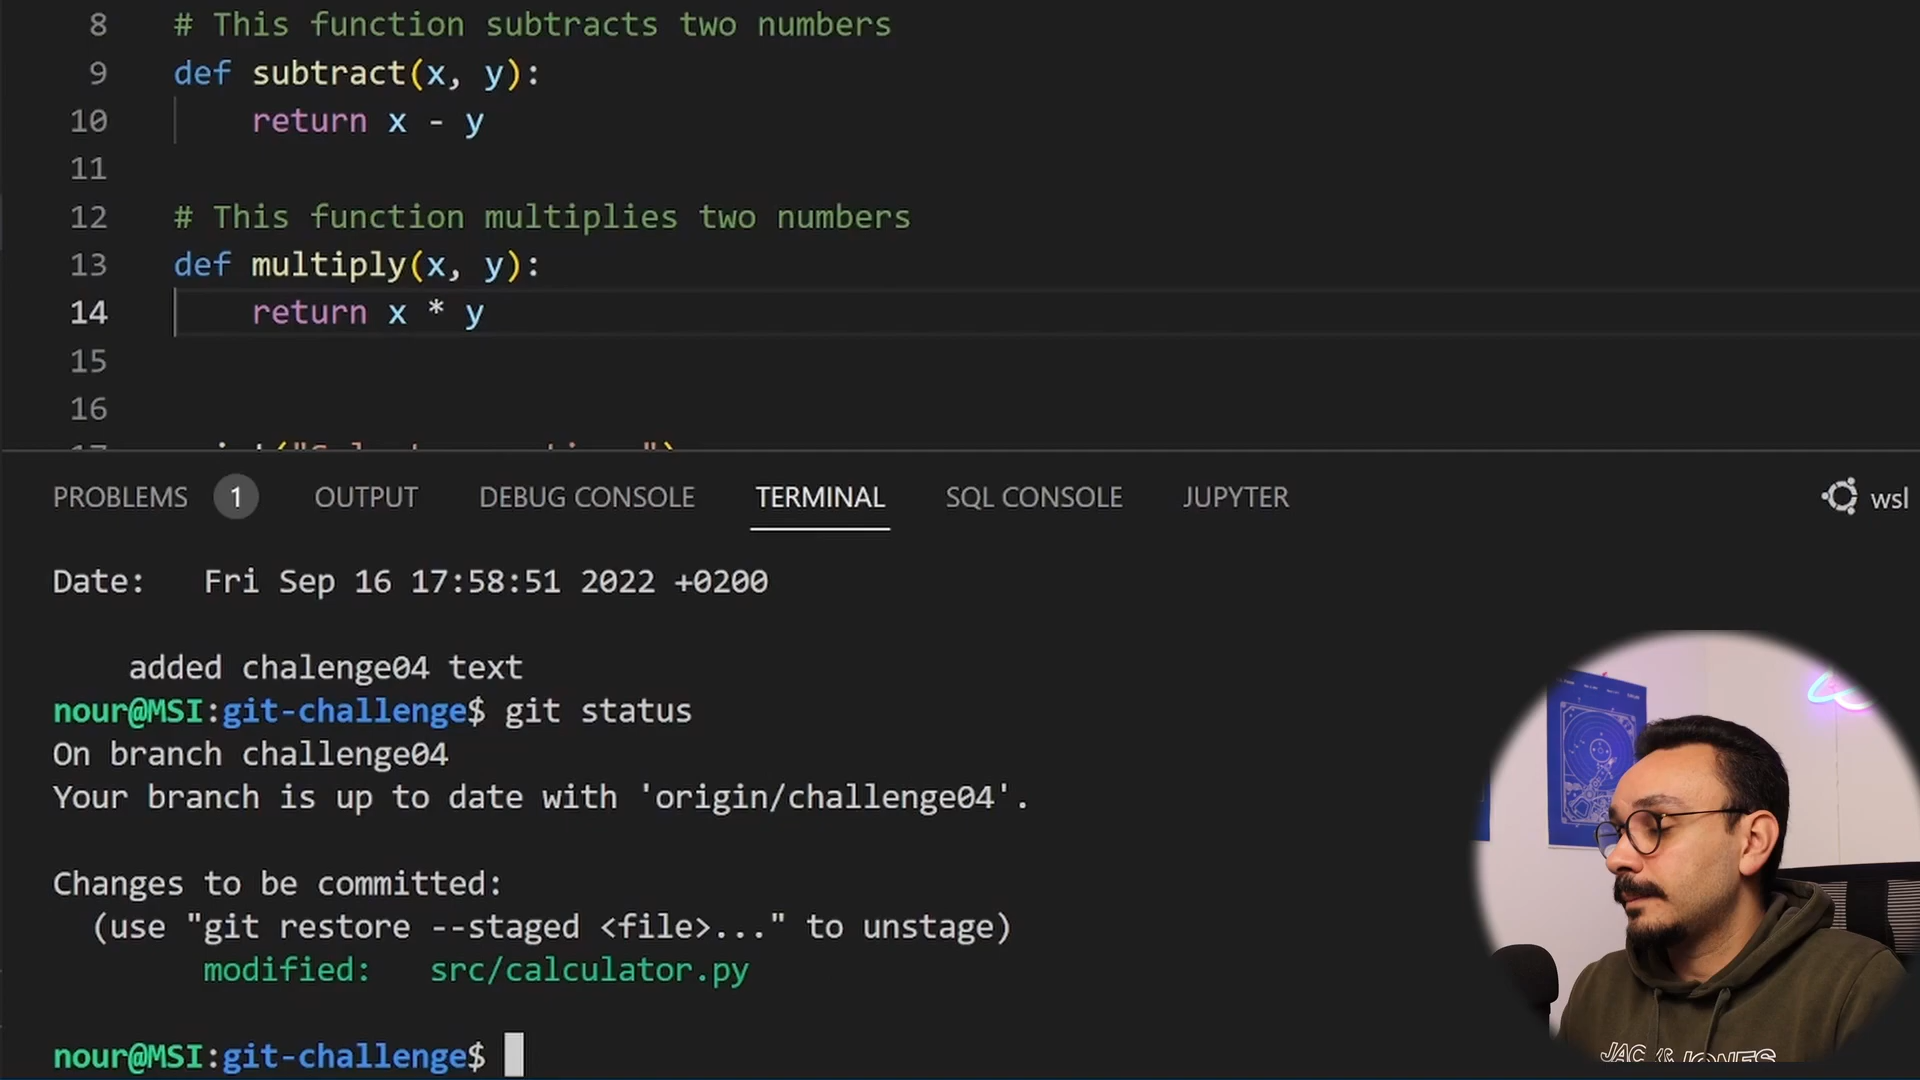 8 # This function subtracts two numbers
9 def subtract(x, y):
10 return x - y
11
12 # This function multiplies two numbers
13 def multiply(x, y):
14 return x * y
15
16
PROBLEMS 1 OUTPUT DEBUG CONSOLE TERMINAL SQL CONSOLE JUPYTER wsl
Date: Fri Sep 16 17:58:51 2022 +0200
added chalenge04 text
nour@MSI:git-challenge$ git status
On branch challenge04
Your branch is up to date with 'origin/challenge04'.
Changes to be committed:
(use "git restore --staged <file>..." to unstage)
modified: src/calculator.py
nour@MSI:git-challenge$
JACK & JONES